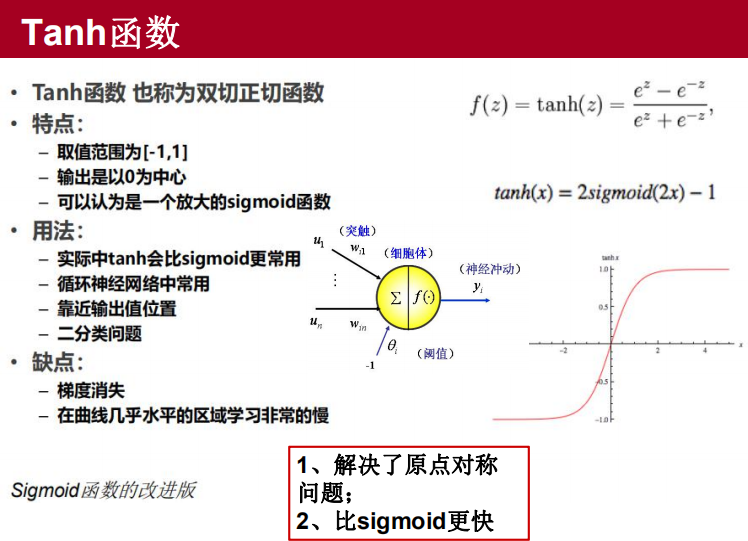 Tanh函数
• Tanh函数 也称为双切正切函数
• 特点：
– 取值范围为[-1,1]
– 输出是以0为中心
– 可以认为是一个放大的sigmoid函数
• 用法：
– 实际中tanh会比sigmoid更常用
– 循环神经网络中常用
– 靠近输出值位置
– 二分类问题
• 缺点：
– 梯度消失
– 在曲线几乎水平的区域学习非常的慢
Sigmoid函数的改进版
f(z) = tanh(z) = (e^z − e^{−z}) / (e^z + e^{−z}),
tanh(x) = 2sigmoid(2x) − 1
（突触）
u_1
w_{i1}
（细胞体）
（神经冲动）
⋮
Σ f(·)
y_i
u_n
w_{in}
θ_i
（阈值）
-1
tanh x
1.0
0.5
-2
2
4
x
-0.5
-1.0
1、解决了原点对称
问题；
2、比sigmoid更快